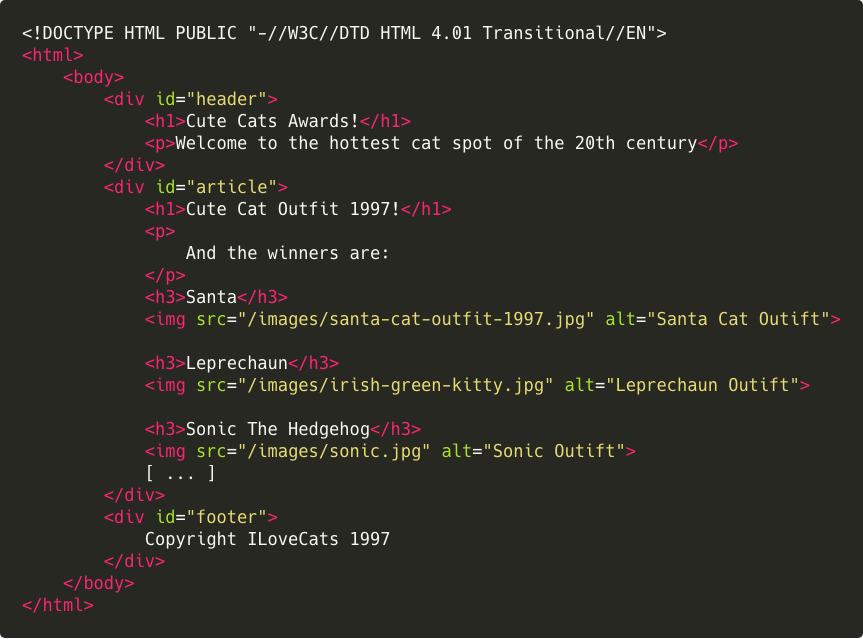 <!DOCTYPE HTML PUBLIC "-//W3C//DTD HTML 4.01 Transitional//EN">
<html>
    <body>
        <div id="header">
            <h1>Cute Cats Awards!</h1>
            <p>Welcome to the hottest cat spot of the 20th century</p>
        </div>
        <div id="article">
            <h1>Cute Cat Outfit 1997!</h1>
            <p>
                And the winners are:
            </p>
            <h3>Santa</h3>
            <img src="/images/santa-cat-outfit-1997.jpg" alt="Santa Cat Outift">

            <h3>Leprechaun</h3>
            <img src="/images/irish-green-kitty.jpg" alt="Leprechaun Outift">

            <h3>Sonic The Hedgehog</h3>
            <img src="/images/sonic.jpg" alt="Sonic Outift">
            [ ... ]
        </div>
        <div id="footer">
            Copyright ILoveCats 1997
        </div>
    </body>
</html>